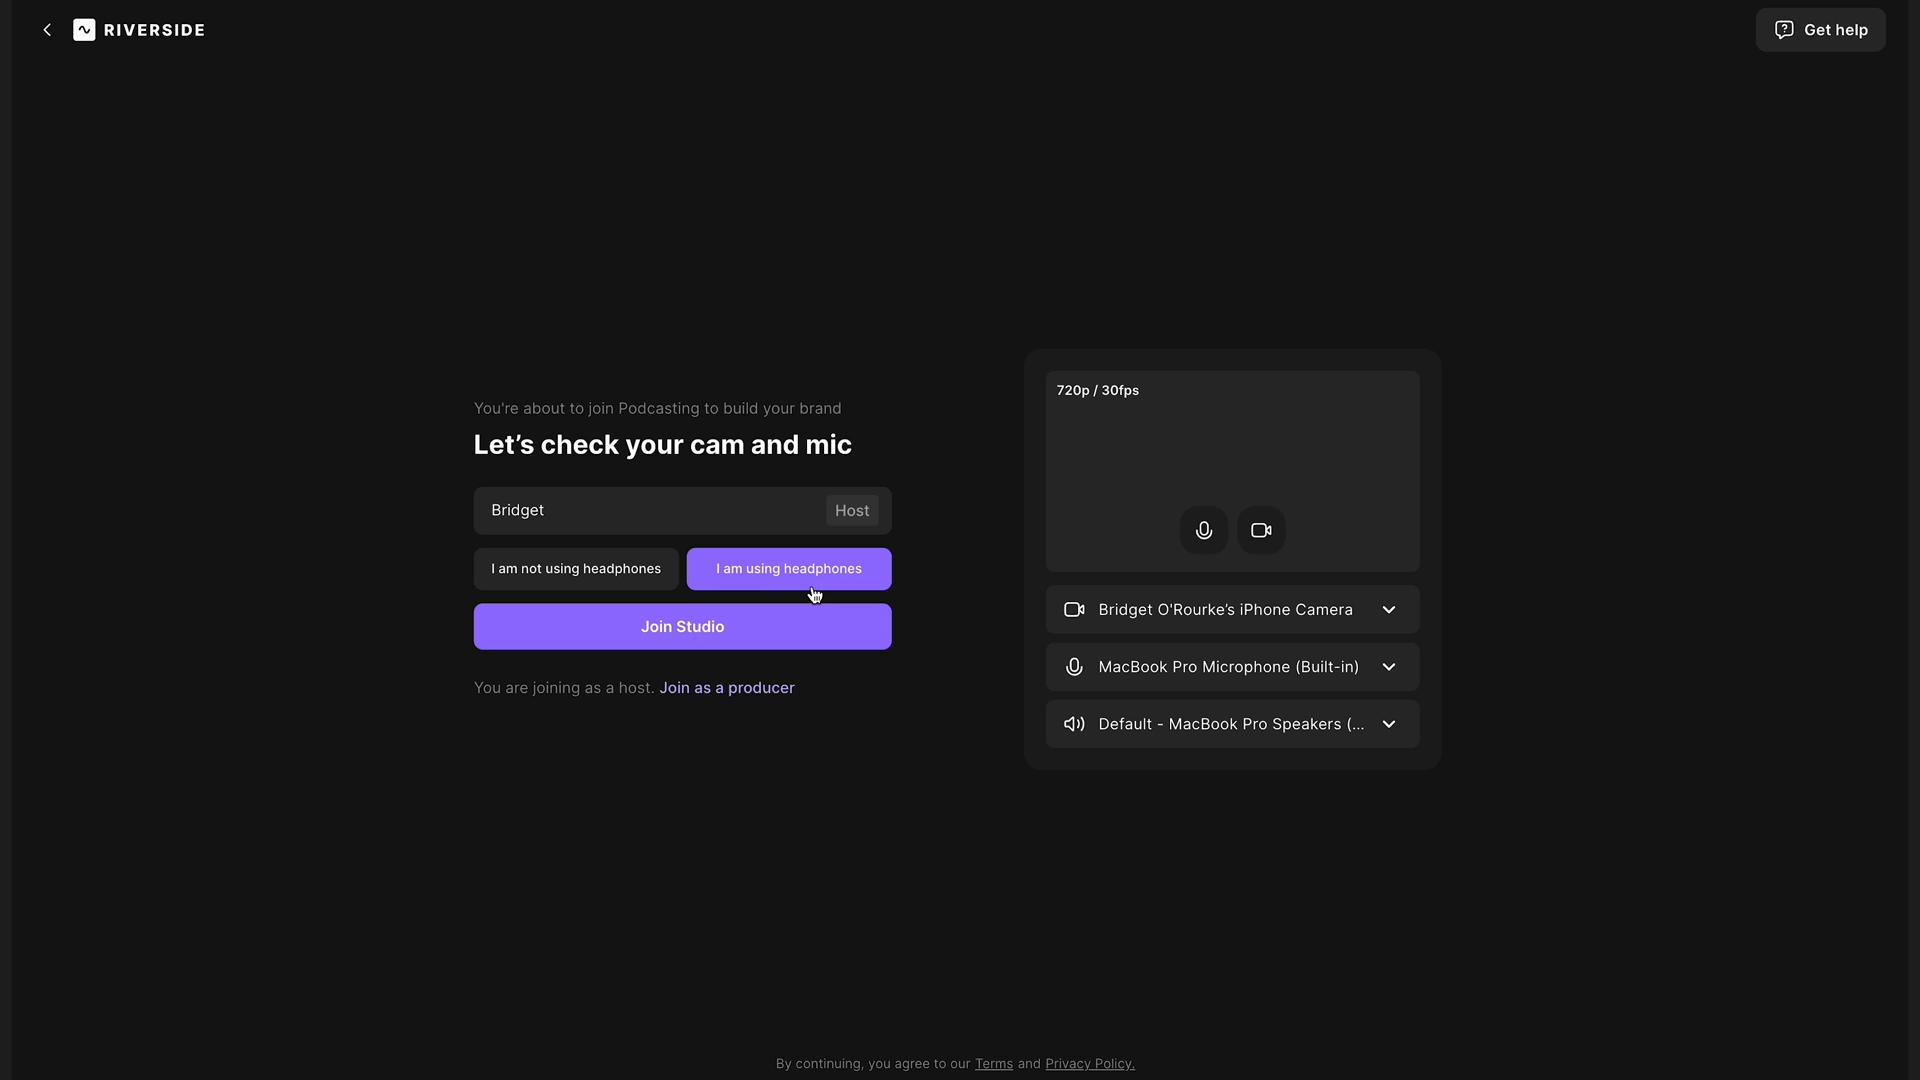 RIVERSIDE
Get help
You're about to join Podcasting to build your brand
Let’s check your cam and mic
Bridget
Host
I am not using headphones
I am using headphones
Join Studio
You are joining as a host. Join as a producer
720p / 30fps
Bridget O'Rourke’s iPhone Camera
MacBook Pro Microphone (Built-in)
Default - MacBook Pro Speakers (...
By continuing, you agree to our Terms and Privacy Policy.